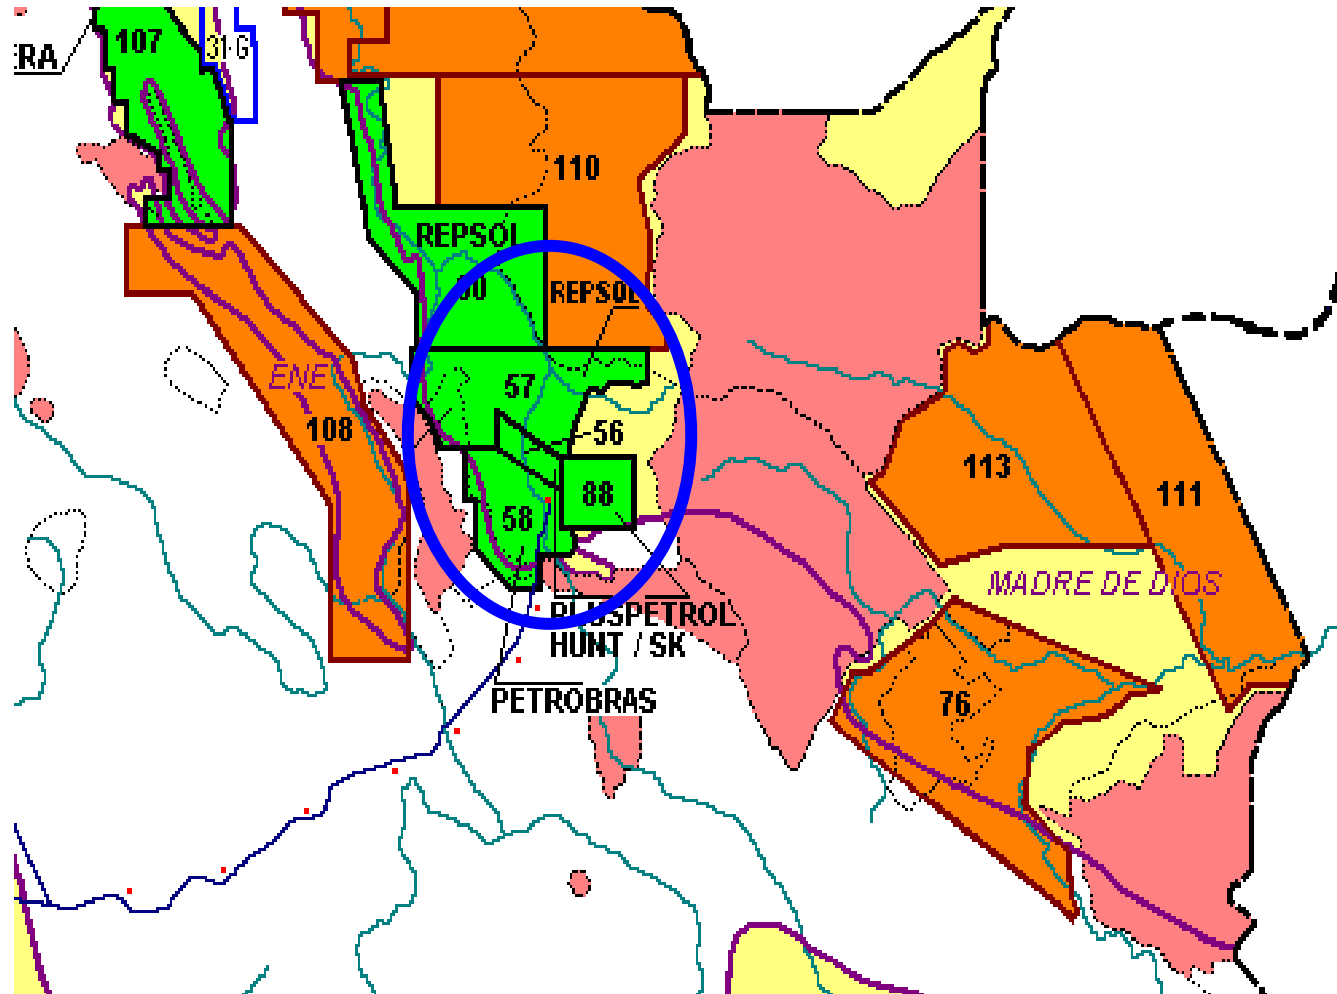 107
31-G
ERA
110
REPSOL
REPSOL
ENE
57
108
56
113
88
111
58
MADRE DE DIOS
PLUSPETROL
HUNT / SK
76
PETROBRAS